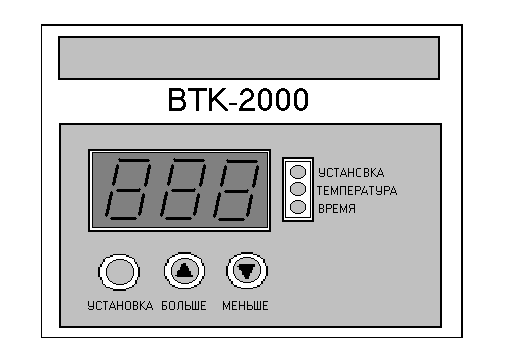 ВТК-2000
888
УСТАНСВКА
ТЕМПЕРАТУРА
ВРЕМЯ
УСТАНОВКА БОЛЬШЕ МЕНЬШЕ